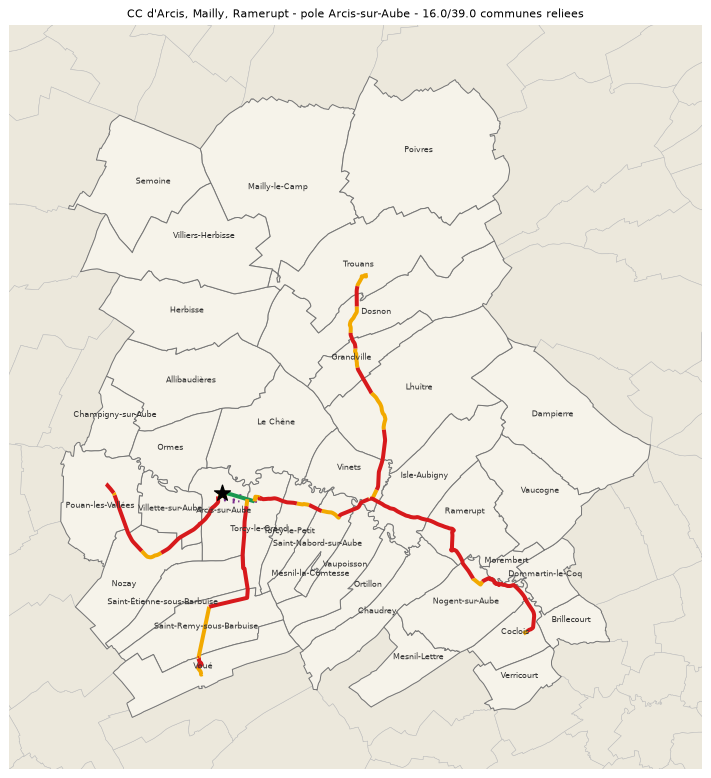 CC d'Arcis, Mailly, Ramerupt - pole Arcis-sur-Aube - 16.0/39.0 communes reliees
Poivres
Semoine
Mailly-le-Camp
Villiers-Herbisse
Trouans
Herbisse
Dosnon
Grandville
Allibaudières
Lhuître
Champigny-sur-Aube
Dampierre
Le Chêne
Ormes
Vinets
Isle-Aubigny
Vaucogne
Pouan-les-Vallées
Villette-sur-Aube
Arcis-sur-Aube
Ramerupt
Torcy-le-Grand
Torcy-le-Petit
Saint-Nabord-sur-Aube
Morembert
Vaupoisson
Mesnil-la-Comtesse
Dommartin-le-Coq
Nozay
Ortillon
Saint-Étienne-sous-Barbuise
Nogent-sur-Aube
Chaudrey
Brillecourt
Saint-Remy-sous-Barbuise
Coclois
Mesnil-Lettre
Voué
Verricourt